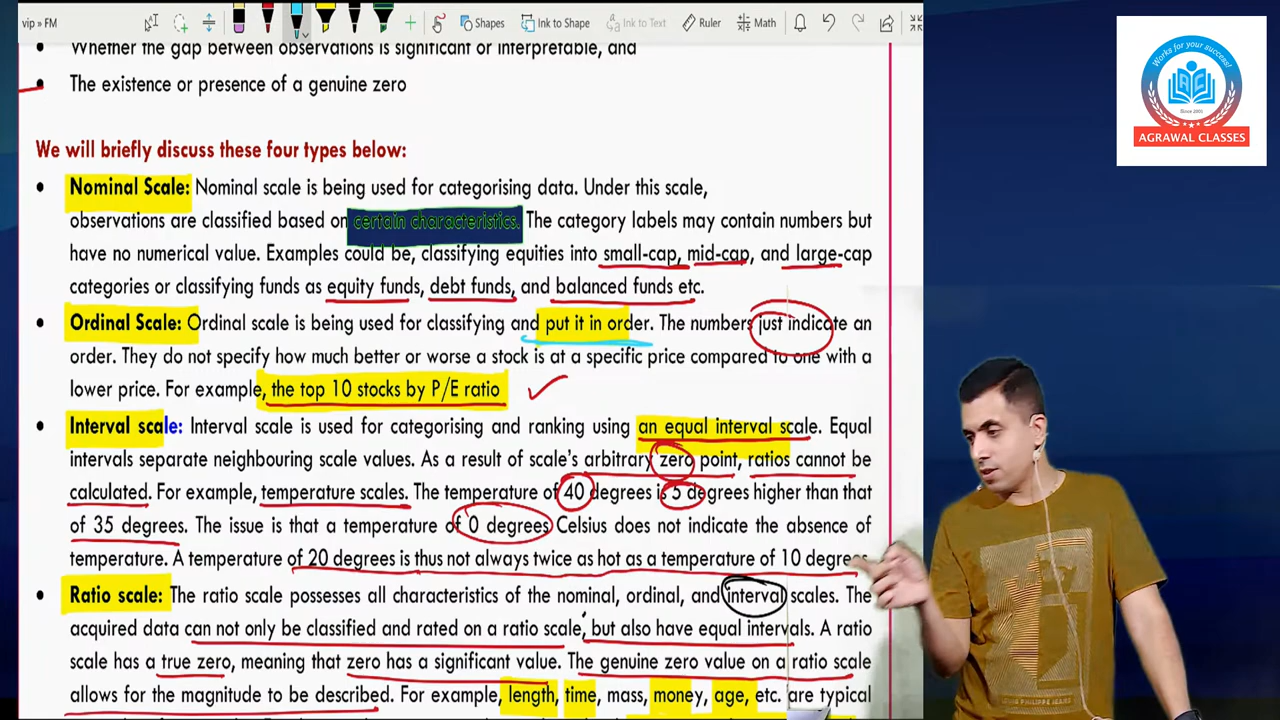 vip » FM
Shapes
Ink to Shape
Ink to Text
Ruler
Math
Whether the gap between observations is significant or interpretable, and
The existence or presence of a genuine zero
We will briefly discuss these four types below:
Nominal Scale: Nominal scale is being used for categorising data. Under this scale,
observations are classified based on certain characteristics. The category labels may contain numbers but
have no numerical value. Examples could be, classifying equities into small-cap, mid-cap, and large-cap
categories or classifying funds as equity funds, debt funds, and balanced funds etc.
Ordinal Scale: Ordinal scale is being used for classifying and put it in order. The numbers just indicate an
order. They do not specify how much better or worse a stock is at a specific price compared to one with a
lower price. For example, the top 10 stocks by P/E ratio
Interval scale: Interval scale is used for categorising and ranking using an equal interval scale. Equal
intervals separate neighbouring scale values. As a result of scale's arbitrary zero point, ratios cannot be
calculated. For example, temperature scales. The temperature of 40 degrees is 5 degrees higher than that
of 35 degrees. The issue is that a temperature of 0 degrees Celsius does not indicate the absence of
temperature. A temperature of 20 degrees is thus not always twice as hot as a temperature of 10 degrees.
Ratio scale: The ratio scale possesses all characteristics of the nominal, ordinal, and interval scales. The
acquired data can not only be classified and rated on a ratio scale, but also have equal intervals. A ratio
scale has a true zero, meaning that zero has a significant value. The genuine zero value on a ratio scale
allows for the magnitude to be described. For example, length, time, mass, money, age, etc. are typical
Works for your success!
AC
Since 2001
AGRAWAL CLASSES